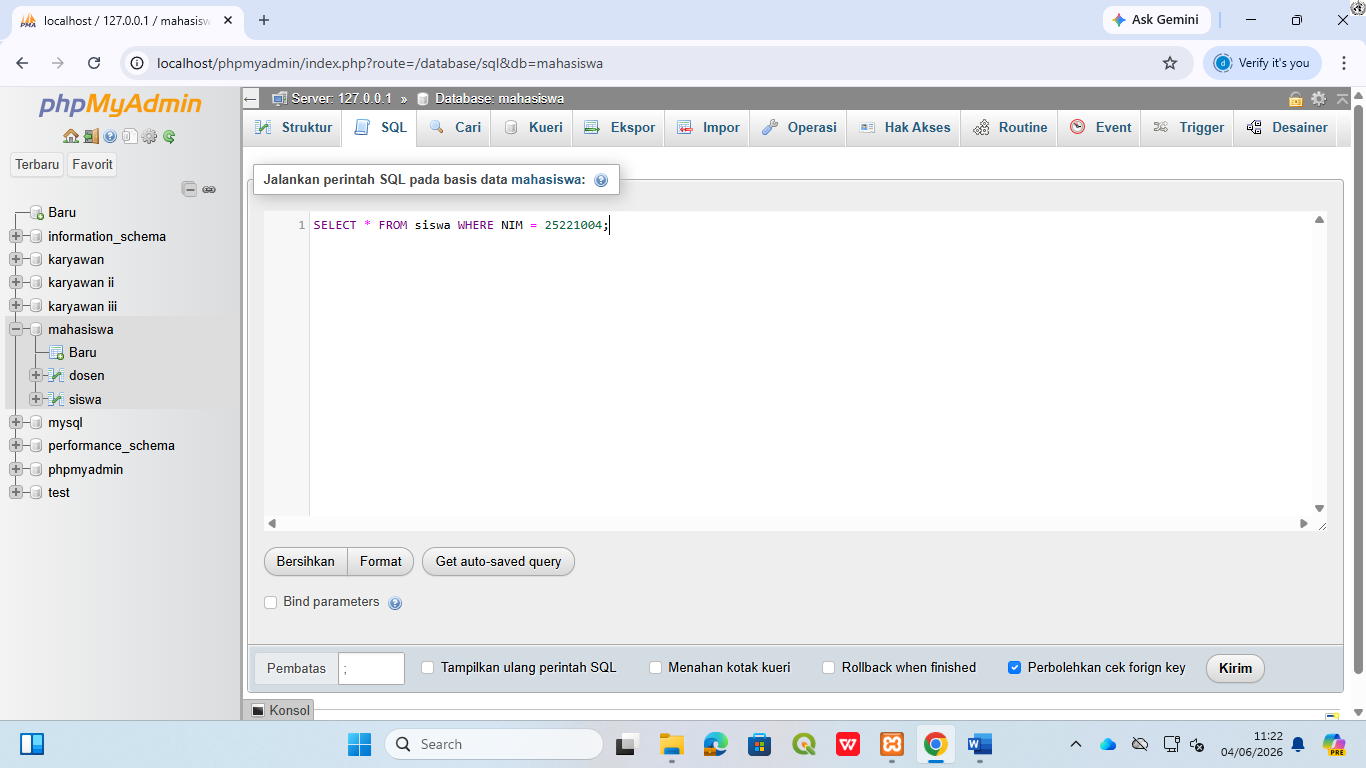 localhost / 127.0.0.1 / mahasisw
Ask Gemini
localhost/phpmyadmin/index.php?route=/database/sql&db=mahasiswa
Verify it's you
phpMyAdmin
Terbaru
Favorit
Baru
information_schema
karyawan
karyawan ii
karyawan iii
mahasiswa
Baru
dosen
siswa
mysql
performance_schema
phpmyadmin
test
Server: 127.0.0.1 » Database: mahasiswa
Struktur
SQL
Cari
Kueri
Ekspor
Impor
Operasi
Hak Akses
Routine
Event
Trigger
Desainer
Jalankan perintah SQL pada basis data mahasiswa:
1 SELECT * FROM siswa WHERE NIM = 25221004;
Bersihkan
Format
Get auto-saved query
Bind parameters
Pembatas
;
Tampilkan ulang perintah SQL
Menahan kotak kueri
Rollback when finished
Perbolehkan cek forign key
Kirim
Konsol
Search
11:22
04/06/2026
PRE